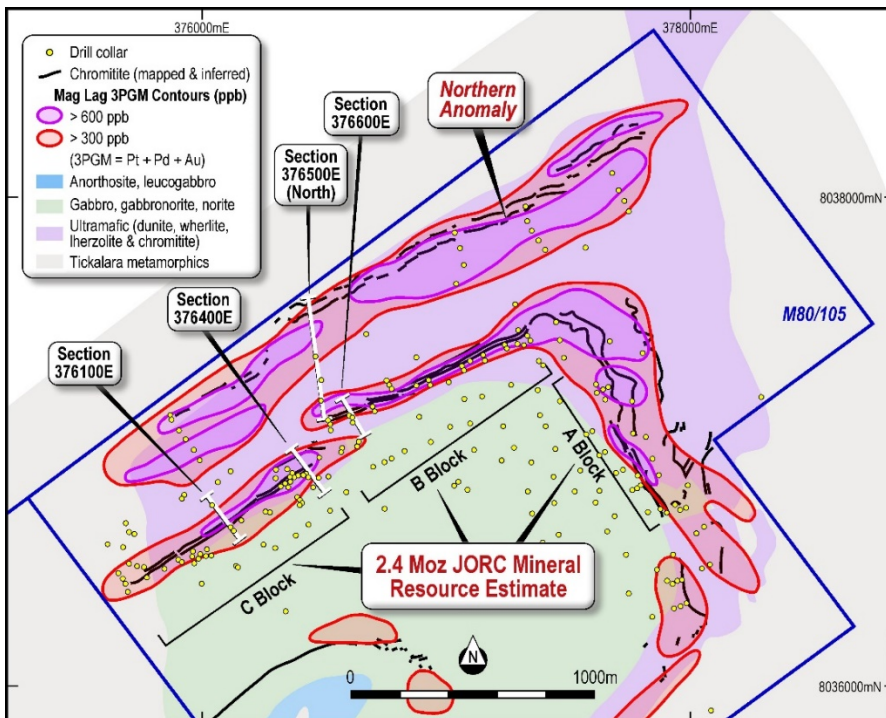 376000mE
378000mE
Drill collar
Chromitite (mapped & inferred)
Mag Lag 3PGM Contours (ppb)
> 600 ppb
> 300 ppb
(3PGM = Pt + Pd + Au)
Anorthosite, leucogabbro
Gabbro, gabbronorite, norite
Ultramafic (dunite, wherlite,
lherzolite & chromitite)
Tickalara metamorphics
Section
376600E
Northern
Anomaly
Section
376500E
(North)
8038000mN
Section
376400E
M80/105
Section
376100E
A Block
B Block
C Block
2.4 Moz JORC Mineral
Resource Estimate
N
0
1000m
8036000mN